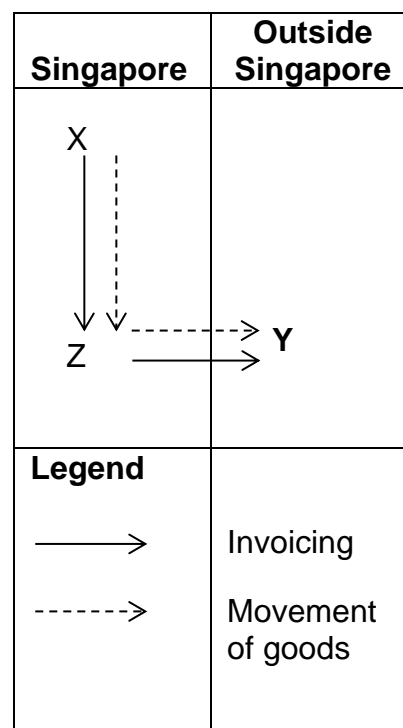 Singapore
Outside
Singapore
X
Z
Y
Legend
Invoicing
Movement
of goods